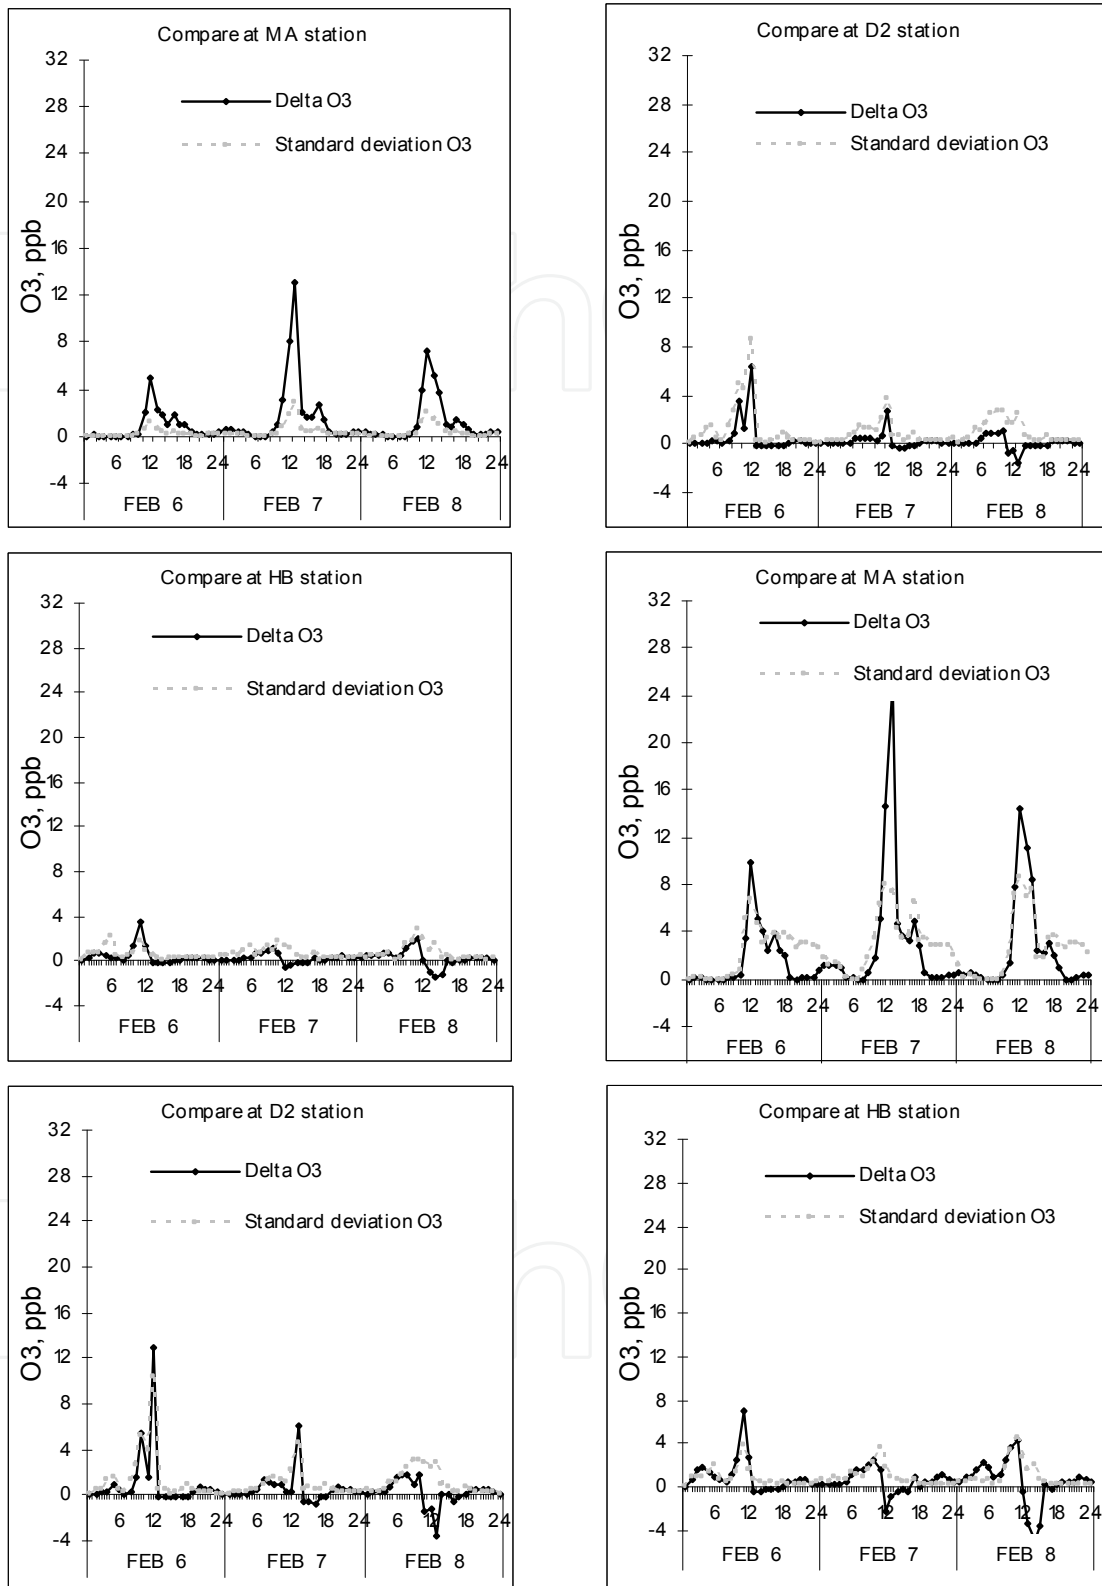 Compare at MA station
32
28
24
20
16
12
8
4
0
-4
O3, ppb
Delta O3
Standard deviation O3
6 12 18 24 6 12 18 24 6 12 18 24
FEB 6 FEB 7 FEB 8
Compare at D2 station
32
28
24
20
16
12
8
4
0
-4
O3, ppb
Delta O3
Standard deviation O3
6 12 18 24 6 12 18 24 6 12 18 24
FEB 6 FEB 7 FEB 8
Compare at HB station
32
28
24
20
16
12
8
4
0
-4
O3, ppb
Delta O3
Standard deviation O3
6 12 18 24 6 12 18 24 6 12 18 24
FEB 6 FEB 7 FEB 8
Compare at MA station
32
28
24
20
16
12
8
4
0
-4
O3, ppb
Delta O3
Standard deviation O3
6 12 18 24 6 12 18 24 6 12 18 24
FEB 6 FEB 7 FEB 8
Compare at D2 station
32
28
24
20
16
12
8
4
0
-4
O3, ppb
Delta O3
Standard deviation O3
6 12 18 24 6 12 18 24 6 12 18 24
FEB 6 FEB 7 FEB 8
Compare at HB station
32
28
24
20
16
12
8
4
0
-4
O3, ppb
Delta O3
Standard deviation O3
6 12 18 24 6 12 18 24 6 12 18 24
FEB 6 FEB 7 FEB 8